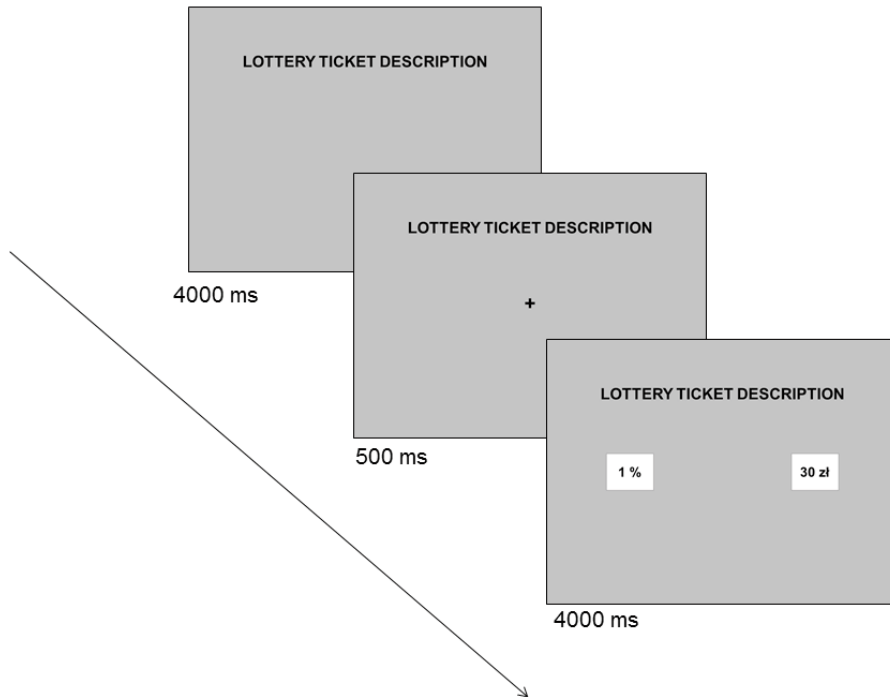 LOTTERY TICKET DESCRIPTION
4000 ms
LOTTERY TICKET DESCRIPTION
+
500 ms
LOTTERY TICKET DESCRIPTION
1 %
30 zł
4000 ms